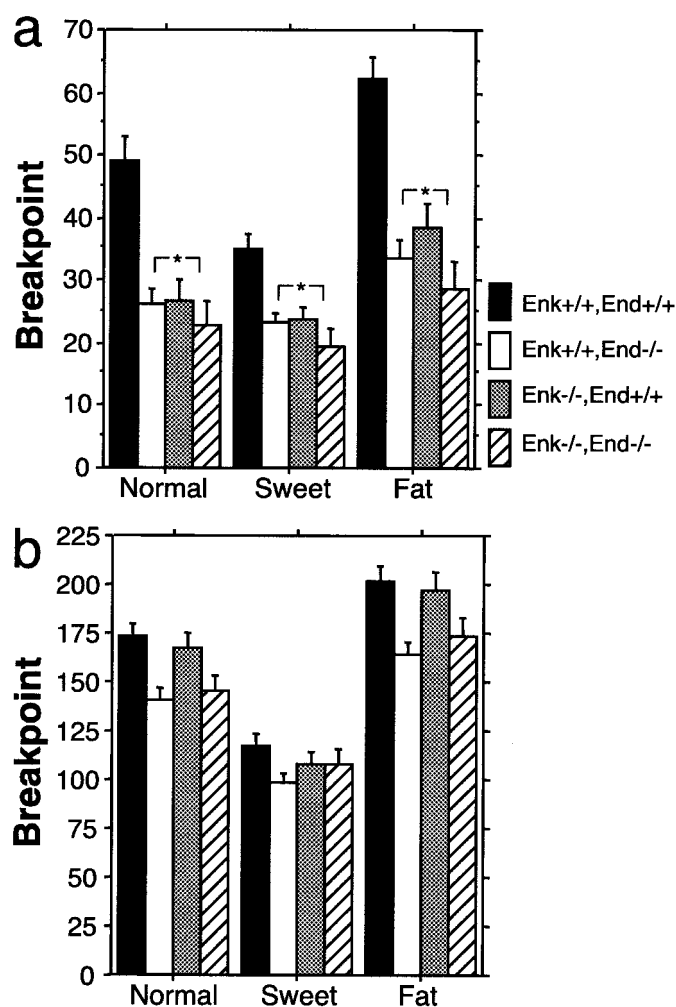 a
70
60
50
40
30
20
10
0
Breakpoint
*
*
*
Normal Sweet Fat
Enk+/+,End+/+
Enk+/+,End-/-
Enk-/-,End+/+
Enk-/-,End-/-
b
225
200
175
150
125
100
75
50
25
0
Breakpoint
Normal Sweet Fat